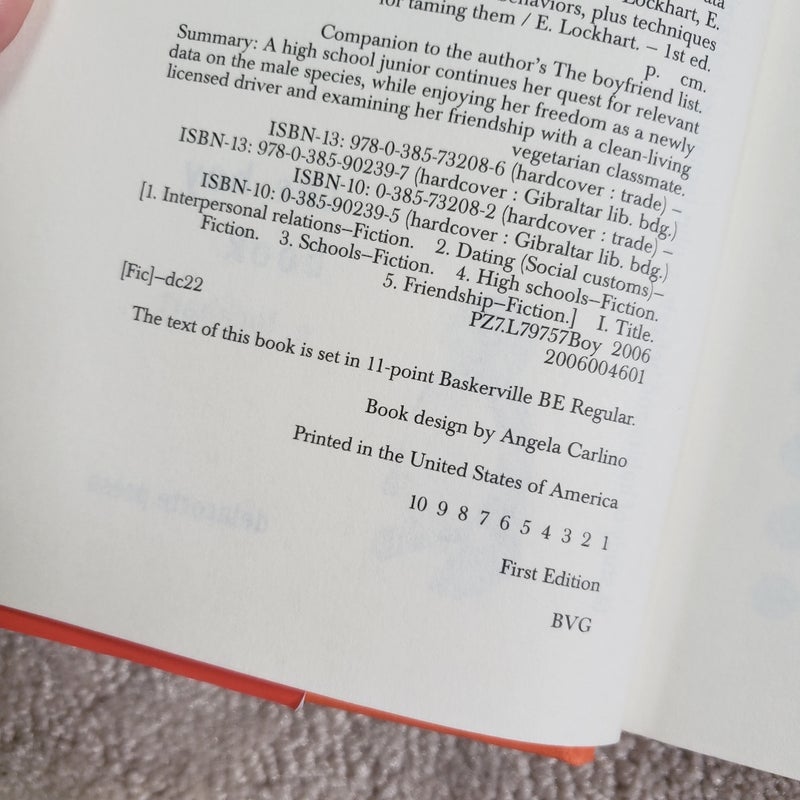 Lockhart, E.
behaviors, plus techniques
for taming them / E. Lockhart. – 1st ed.
p. cm.
Companion to the author's The boyfriend list.
Summary: A high school junior continues her quest for relevant
data on the male species, while enjoying her freedom as a newly
licensed driver and examining her friendship with a clean-living
vegetarian classmate.
ISBN-13: 978-0-385-73208-6 (hardcover : trade) –
ISBN-13: 978-0-385-90239-7 (hardcover : Gibraltar lib. bdg.)
ISBN-10: 0-385-73208-2 (hardcover : trade) –
ISBN-10: 0-385-90239-5 (hardcover : Gibraltar lib. bdg.)
[1. Interpersonal relations–Fiction. 2. Dating (Social customs)–
Fiction. 3. Schools–Fiction. 4. High schools–Fiction.
5. Friendship–Fiction.] I. Title.
PZ7.L79757Boy 2006
[Fic]–dc22
2006004601
The text of this book is set in 11-point Baskerville BE Regular.
Book design by Angela Carlino
Printed in the United States of America
10 9 8 7 6 5 4 3 2 1
First Edition
BVG